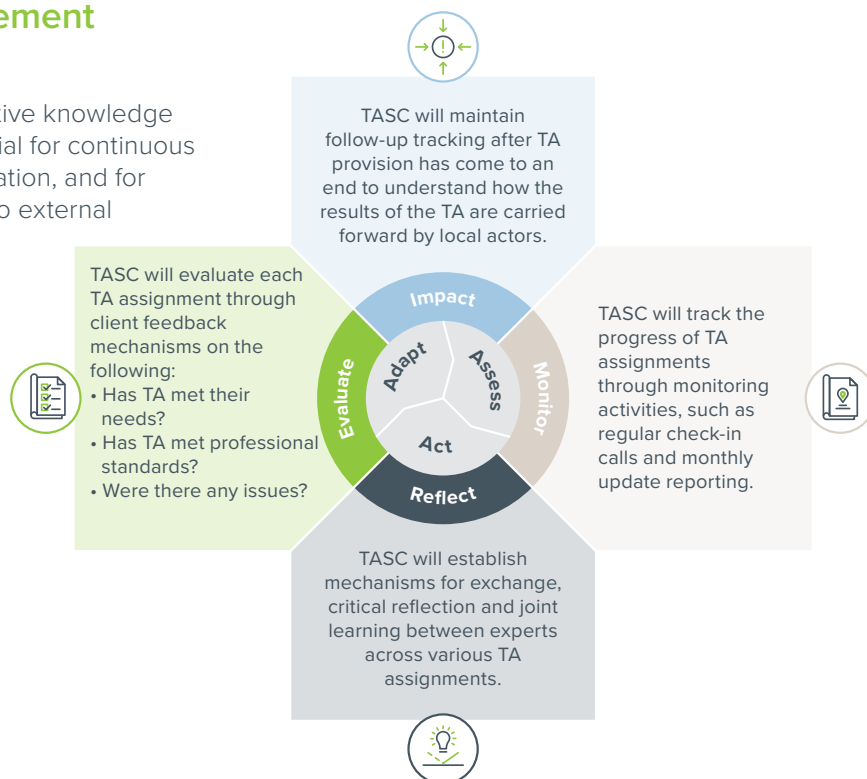 ement
tive knowledge
ial for continuous
ation, and for
o external
TASC will maintain
follow-up tracking after TA
provision has come to an
end to understand how the
results of the TA are carried
forward by local actors.
TASC will evaluate each
TA assignment through
client feedback
mechanisms on the
following:
• Has TA met their
needs?
• Has TA met professional
standards?
• Were there any issues?
Impact
Evaluate
Monitor
Reflect
Adapt
Assess
Act
TASC will track the
progress of TA
assignments
through monitoring
activities, such as
regular check-in
calls and monthly
update reporting.
TASC will establish
mechanisms for exchange,
critical reflection and joint
learning between experts
across various TA
assignments.